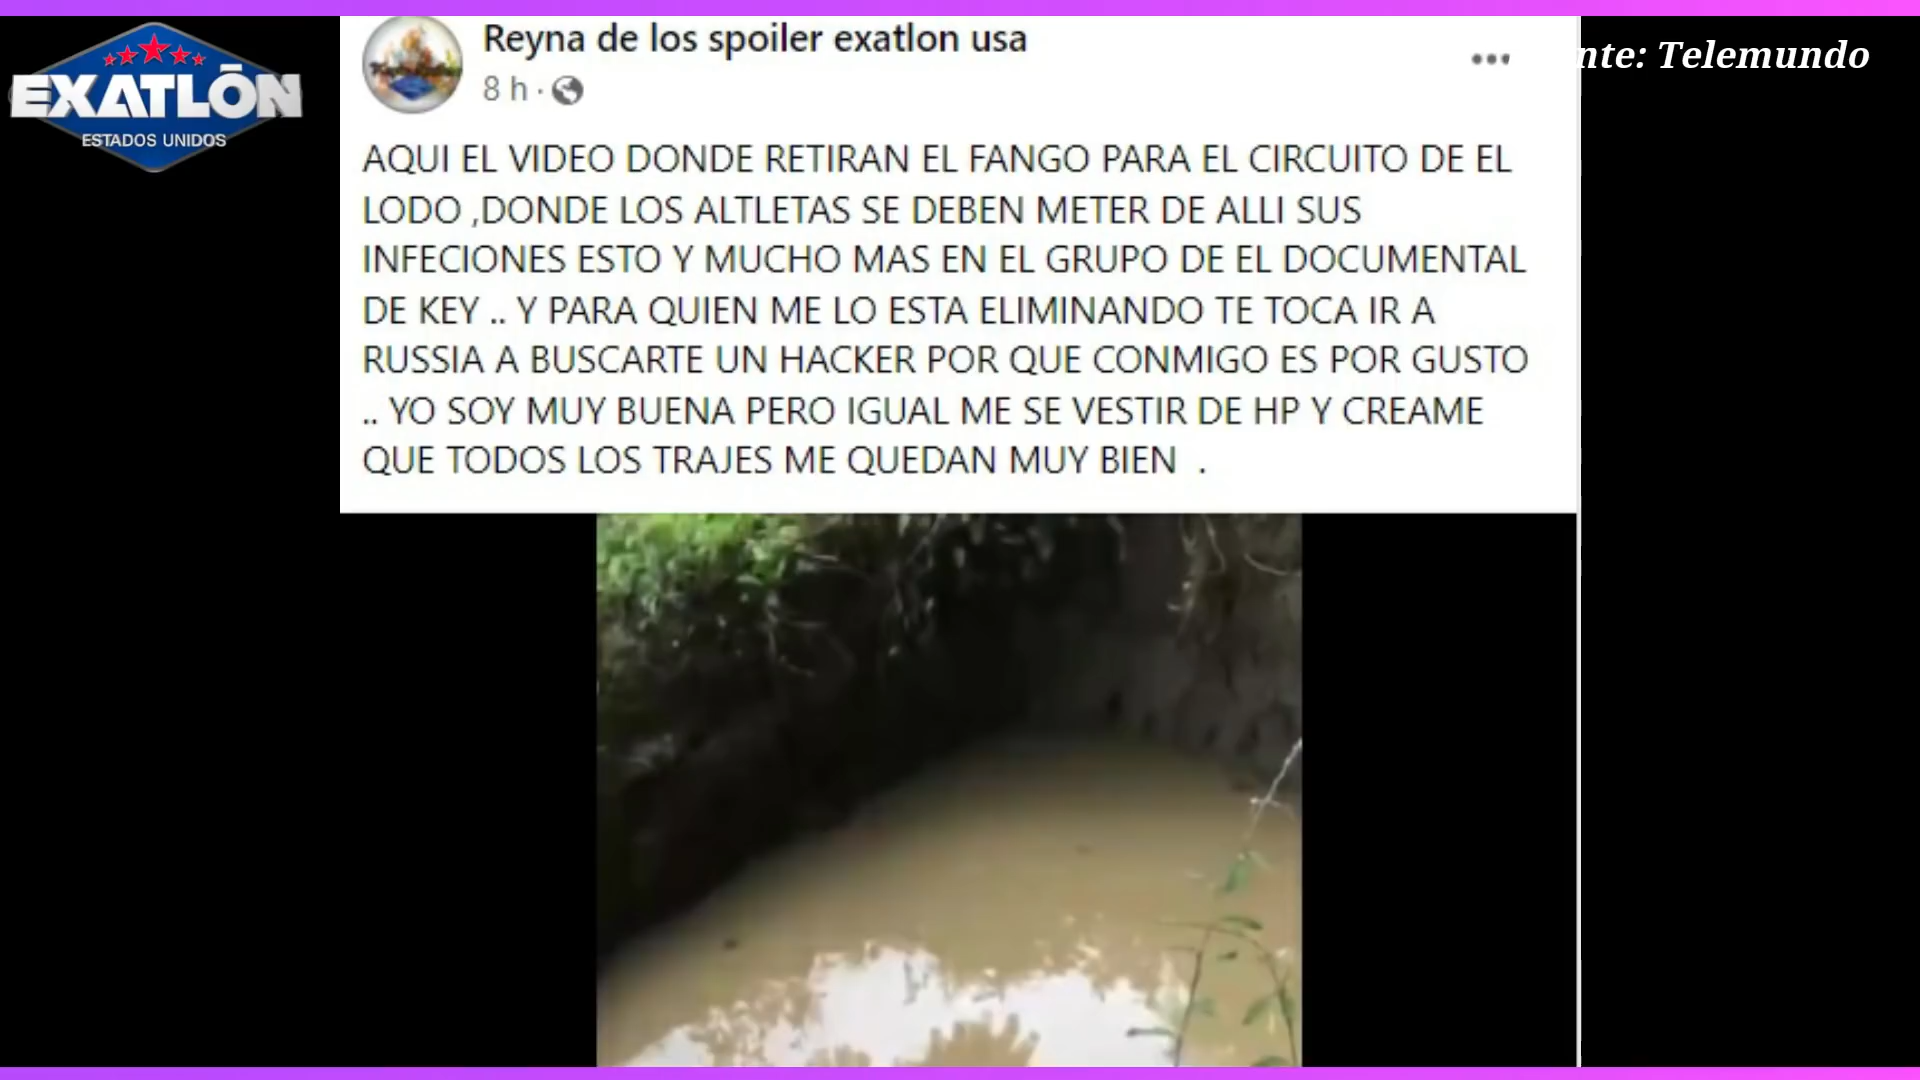 EXATLÓN
ESTADOS UNIDOS
Reyna de los spoiler exatlon usa
8 h ·
nte: Telemundo
AQUI EL VIDEO DONDE RETIRAN EL FANGO PARA EL CIRCUITO DE EL
LODO ,DONDE LOS ALTLETAS SE DEBEN METER DE ALLI SUS
INFECIONES ESTO Y MUCHO MAS EN EL GRUPO DE EL DOCUMENTAL
DE KEY .. Y PARA QUIEN ME LO ESTA ELIMINANDO TE TOCA IR A
RUSSIA A BUSCARTE UN HACKER POR QUE CONMIGO ES POR GUSTO
.. YO SOY MUY BUENA PERO IGUAL ME SE VESTIR DE HP Y CREAME
QUE TODOS LOS TRAJES ME QUEDAN MUY BIEN .